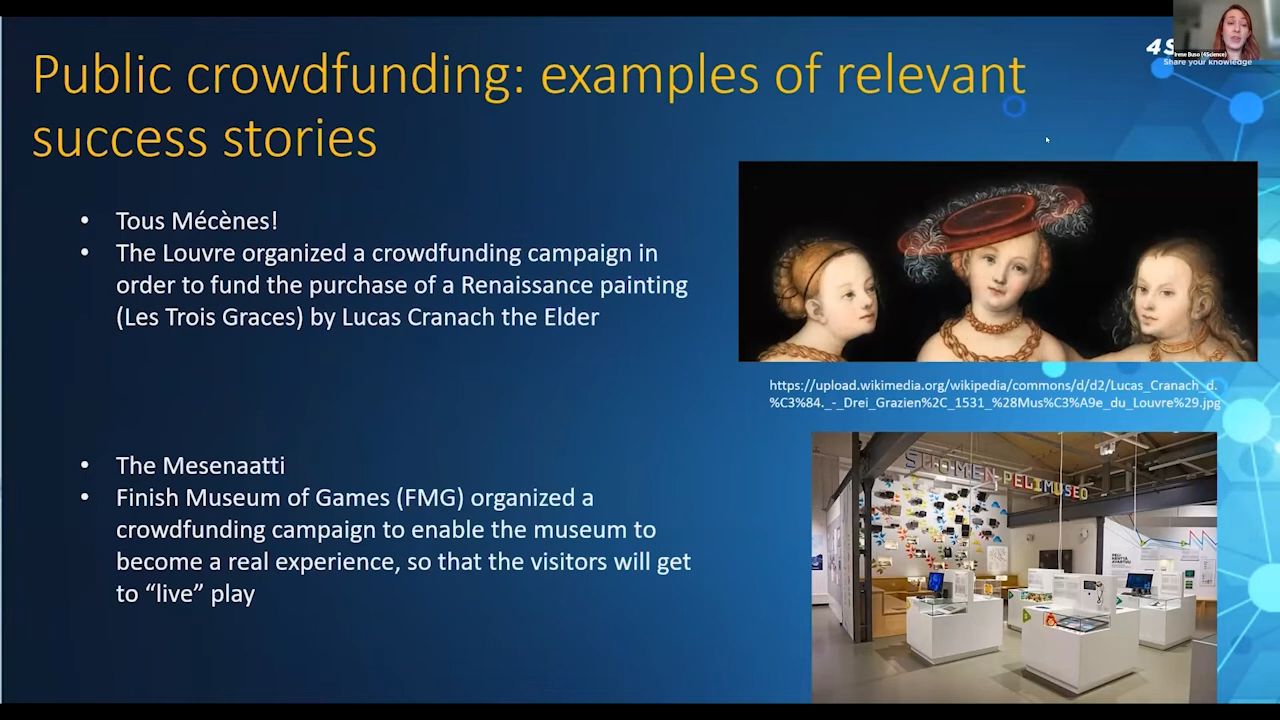 Public crowdfunding: examples of relevant
success stories
4S
Irene Buso (4Science)
Share your knowledge
• Tous Mécènes!
• The Louvre organized a crowdfunding campaign in
order to fund the purchase of a Renaissance painting
(Les Trois Graces) by Lucas Cranach the Elder
https://upload.wikimedia.org/wikipedia/commons/d/d2/Lucas_Cranach_d.
%C3%84._-_Drei_Grazien%2C_1531_%28Mus%C3%A9e_du_Louvre%29.jpg
• The Mesenaatti
• Finish Museum of Games (FMG) organized a
crowdfunding campaign to enable the museum to
become a real experience, so that the visitors will get
to “live” play
SUOMEN PELIMUSEO